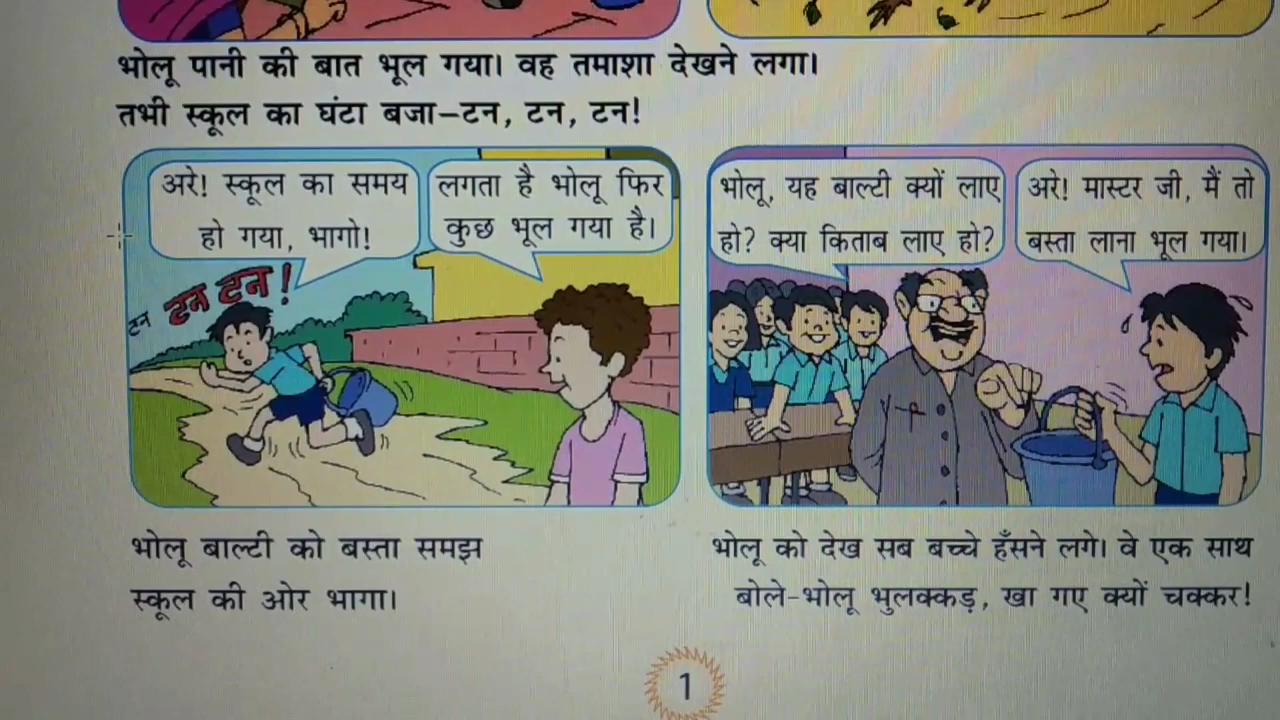 भोलू पानी की बात भूल गया। वह तमाशा देखने लगा।
तभी स्कूल का घंटा बजा–टन, टन, टन!
अरे! स्कूल का समय
हो गया, भागो!
लगता है भोलू फिर
कुछ भूल गया है।
टन टन टन!
भोलू बाल्टी को बस्ता समझ
स्कूल की ओर भागा।
भोलू, यह बाल्टी क्यों लाए
हो? क्या किताब लाए हो?
अरे! मास्टर जी, मैं तो
बस्ता लाना भूल गया।
भोलू को देख सब बच्चे हँसने लगे। वे एक साथ
बोले-भोलू भुलक्कड़, खा गए क्यों चक्कर!
1